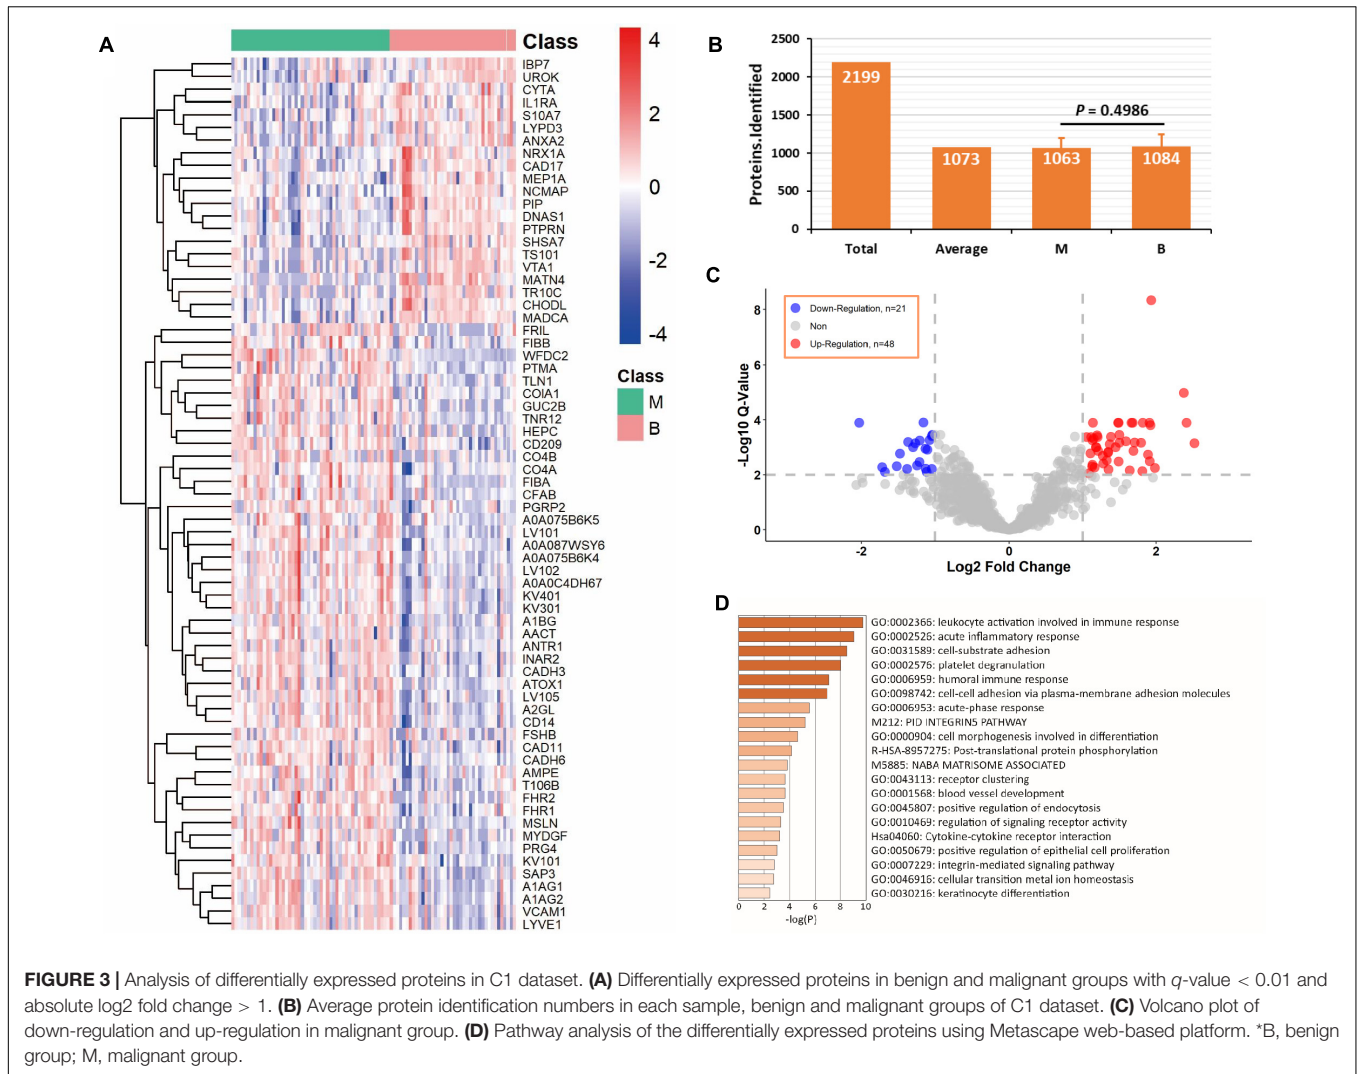 A
Class
IBP7
UROK
CYTA
IL1RA
S10A7
LYPD3
ANXA2
NRX1A
CAD17
MEP1A
NCMAP
PIP
DNAS1
PTPRN
SHSA7
TS101
VTA1
MATN4
TR10C
CHODL
MADCA
FRIL
FIBB
WFDC2
PTMA
TLN1
COIA1
GUC2B
TNR12
HEPC
CD209
CO4B
CO4A
FIBA
CFAB
PGRP2
A0A075B6K5
LV101
A0A087WSY6
A0A075B6K4
LV102
A0A0C4DH67
KV401
KV301
A1BG
AACT
ANTR1
INAR2
CADH3
ATOX1
LV105
A2GL
CD14
FSHB
CAD11
CADH6
AMPE
T106B
FHR2
FHR1
MSLN
MYDGF
PRG4
KV101
SAP3
A1AG1
A1AG2
VCAM1
LYVE1
4
2
0
-2
-4
Class
M
B
B
Proteins.Identified
2500
2000
1500
1000
500
0
2199
1073
1063
1084
P = 0.4986
Total
Average
M
B
C
-Log10 Q-Value
8
6
4
2
0
Down-Regulation, n=21
Non
Up-Regulation, n=48
-2
0
2
Log2 Fold Change
D
GO:0002366: leukocyte activation involved in immune response
GO:0002526: acute inflammatory response
GO:0031589: cell-substrate adhesion
GO:0002576: platelet degranulation
GO:0006959: humoral immune response
GO:0098742: cell-cell adhesion via plasma-membrane adhesion molecules
GO:0006953: acute-phase response
M212: PID INTEGRIN5 PATHWAY
GO:0000904: cell morphogenesis involved in differentiation
R-HSA-8957275: Post-translational protein phosphorylation
M5885: NABA MATRISOME ASSOCIATED
GO:0043113: receptor clustering
GO:0001568: blood vessel development
GO:0045807: positive regulation of endocytosis
GO:0010469: regulation of signaling receptor activity
Hsa04060: Cytokine-cytokine receptor interaction
GO:0050679: positive regulation of epithelial cell proliferation
GO:0007229: integrin-mediated signaling pathway
GO:0046916: cellular transition metal ion homeostasis
GO:0030216: keratinocyte differentiation
0 2 4 6 8 10
-log(P)
FIGURE 3 | Analysis of differentially expressed proteins in C1 dataset. (A) Differentially expressed proteins in benign and malignant groups with q-value < 0.01 and
absolute log2 fold change > 1. (B) Average protein identification numbers in each sample, benign and malignant groups of C1 dataset. (C) Volcano plot of
down-regulation and up-regulation in malignant group. (D) Pathway analysis of the differentially expressed proteins using Metascape web-based platform. *B, benign
group; M, malignant group.